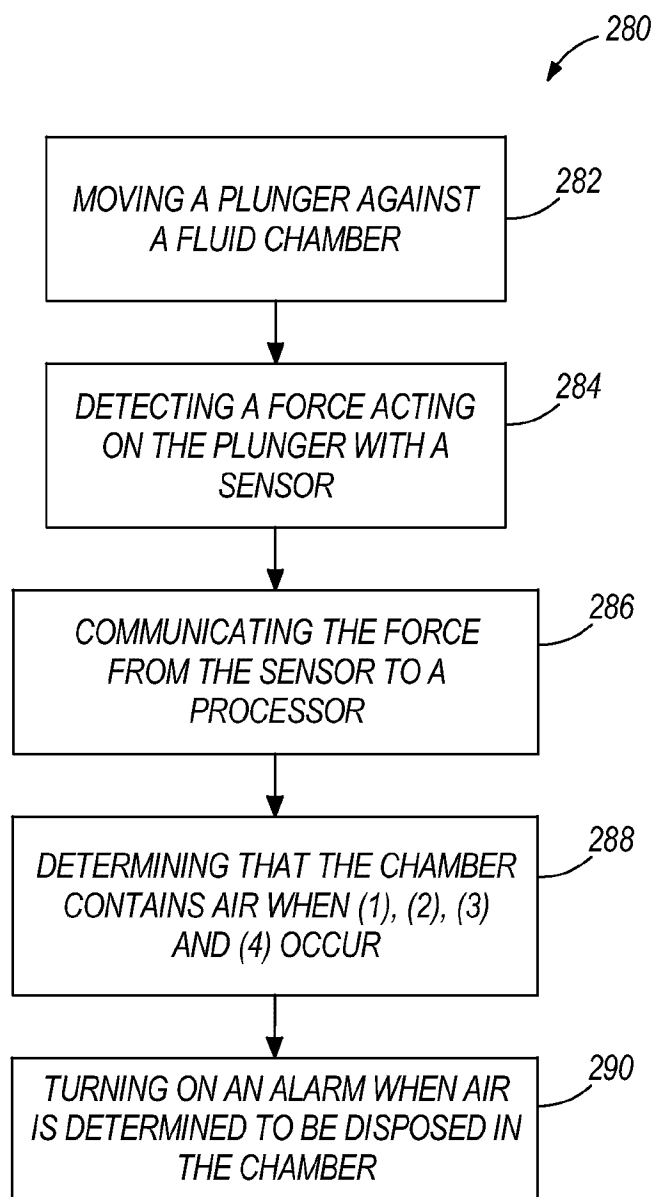 280
MOVING A PLUNGER AGAINST
A FLUID CHAMBER
282
DETECTING A FORCE ACTING
ON THE PLUNGER WITH A
SENSOR
284
COMMUNICATING THE FORCE
FROM THE SENSOR TO A
PROCESSOR
286
DETERMINING THAT THE CHAMBER
CONTAINS AIR WHEN (1), (2), (3)
AND (4) OCCUR
288
TURNING ON AN ALARM WHEN AIR
IS DETERMINED TO BE DISPOSED IN
THE CHAMBER
290